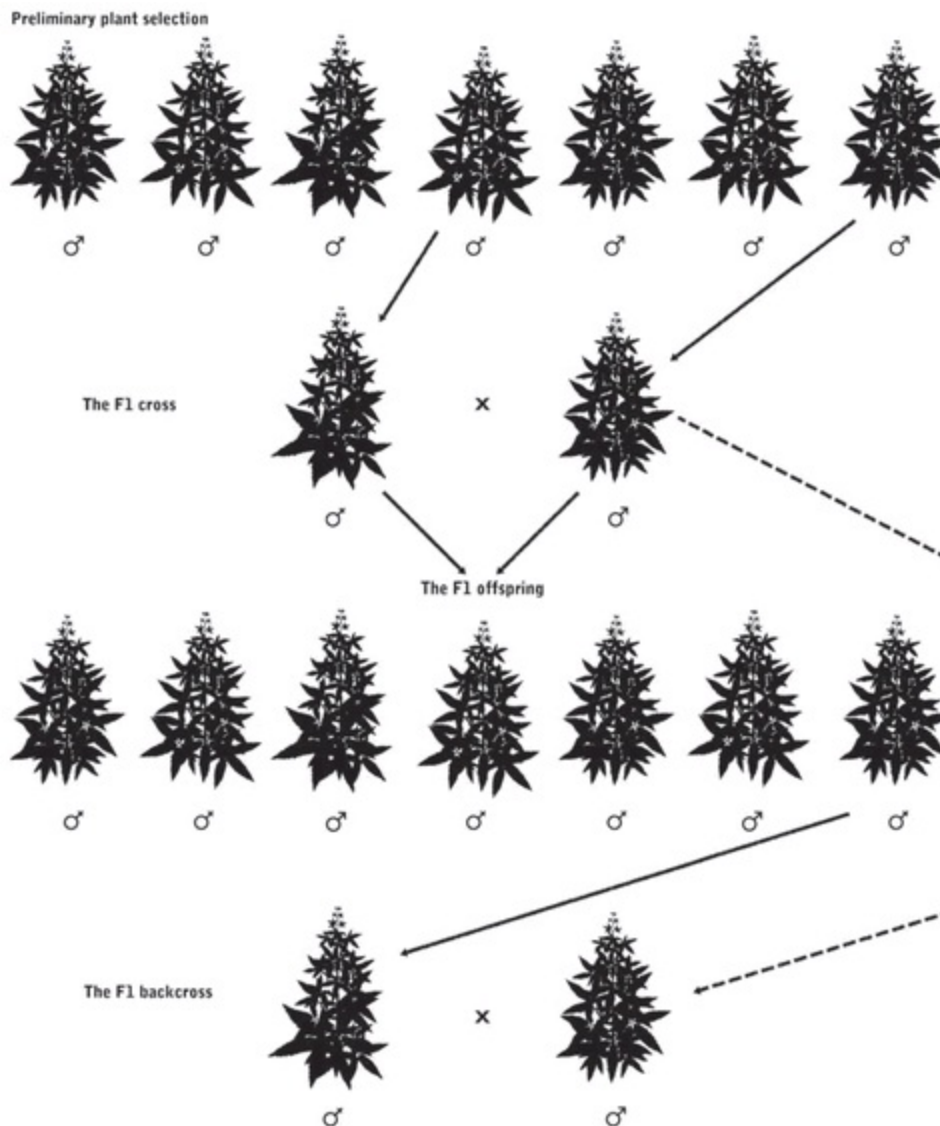 Preliminary plant selection
♂ ♂ ♂ ♂ ♂ ♂ ♂
The F1 cross
x
♂ ♂
The F1 offspring
♂ ♂ ♂ ♂ ♂ ♂ ♂
The F1 backcross
x
♂ ♂